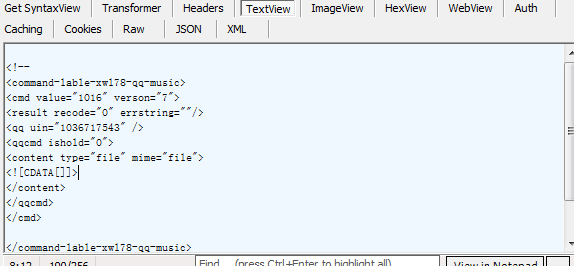 Get SyntaxView Transformer Headers TextView ImageView HexView WebView Auth
Caching Cookies Raw JSON XML
<!--
<command-lable-xwl78-qq-music>
<cmd value="1016" verson="7">
<result recode="0" errstring=""/>
<qq uin="1036717543" />
<qqcmd ishold="0">
<content type="file" mime="file">
<![CDATA[]]>
</content>
</qqcmd>
</cmd>
</command-lable-xwl78-qq-music>
8:12 100/256 Find... (press Ctrl+Enter to highlight all) View in Notepad